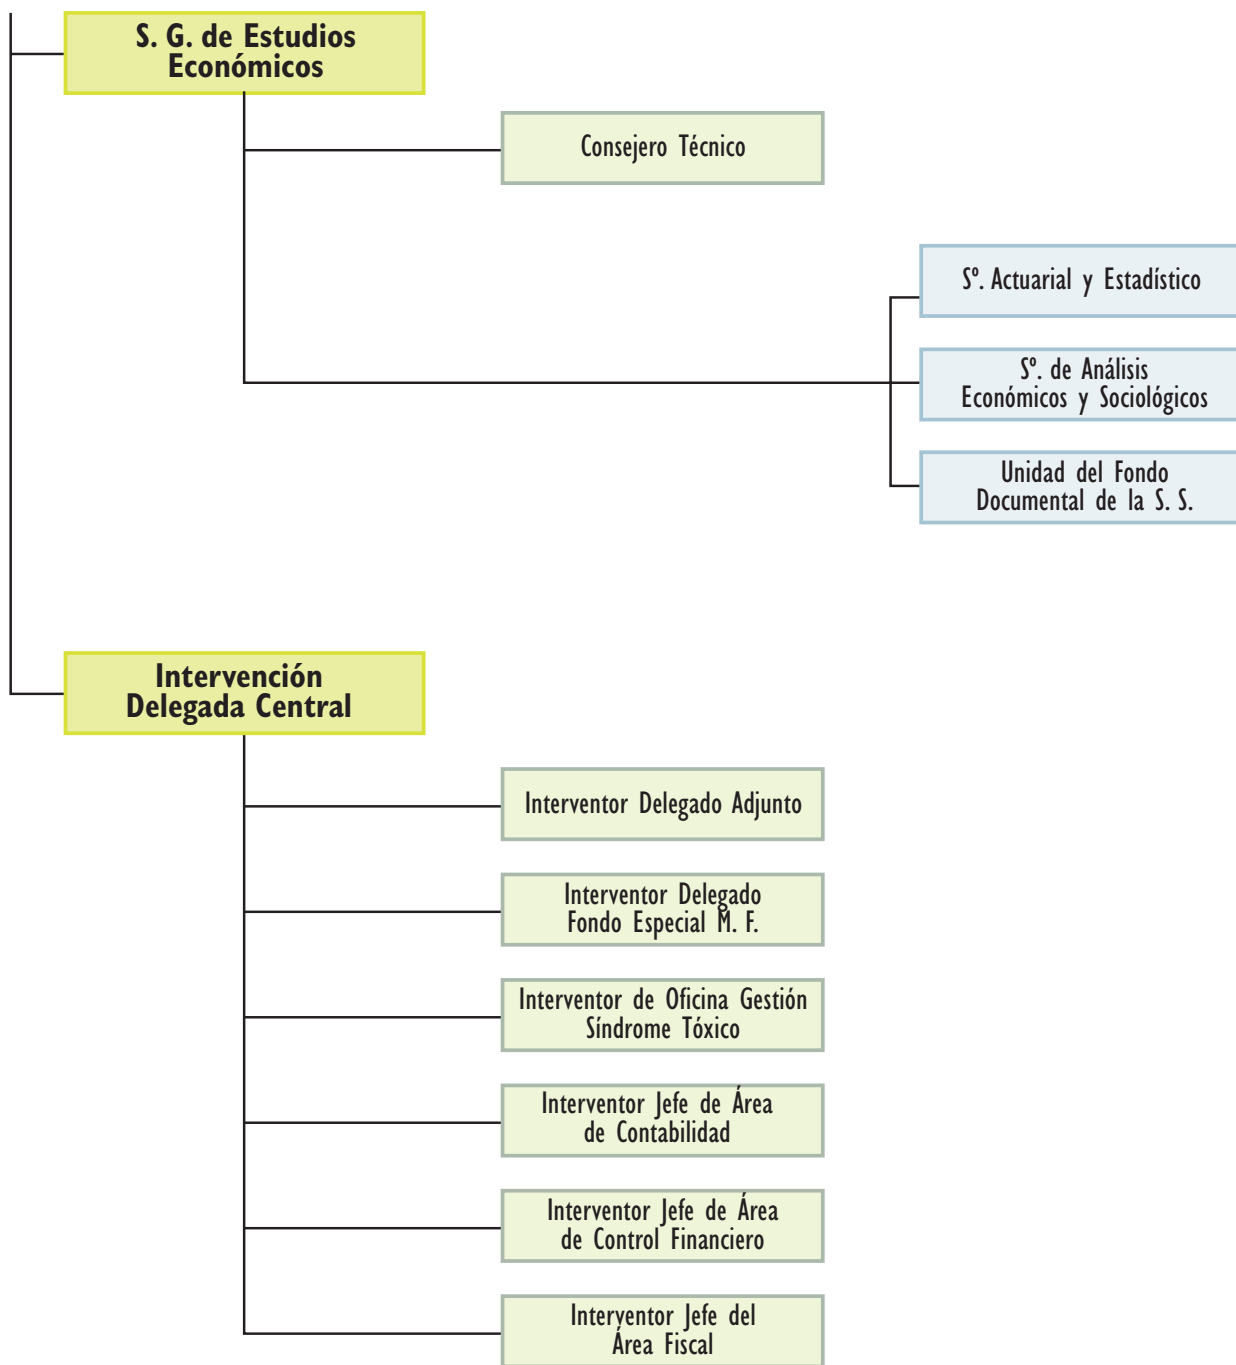 S. G. de Estudios
Económicos
Consejero Técnico
Sº. Actuarial y Estadístico
Sº. de Análisis
Económicos y Sociológicos
Unidad del Fondo
Documental de la S. S.
Intervención
Delegada Central
Interventor Delegado Adjunto
Interventor Delegado
Fondo Especial M. F.
Interventor de Oficina Gestión
Síndrome Tóxico
Interventor Jefe de Área
de Contabilidad
Interventor Jefe de Área
de Control Financiero
Interventor Jefe del
Área Fiscal